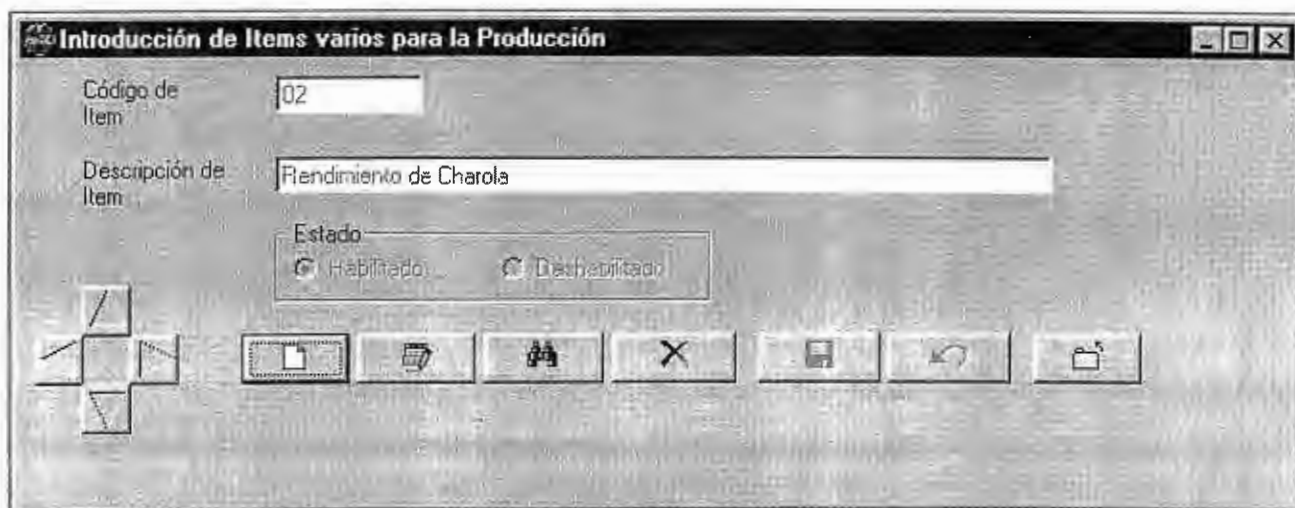 Introducción de Items varios para la Producción
Código de
Item
02
Descripción de
Item
Rendimiento de Charola
Estado
Habilitado
Deshabilitado